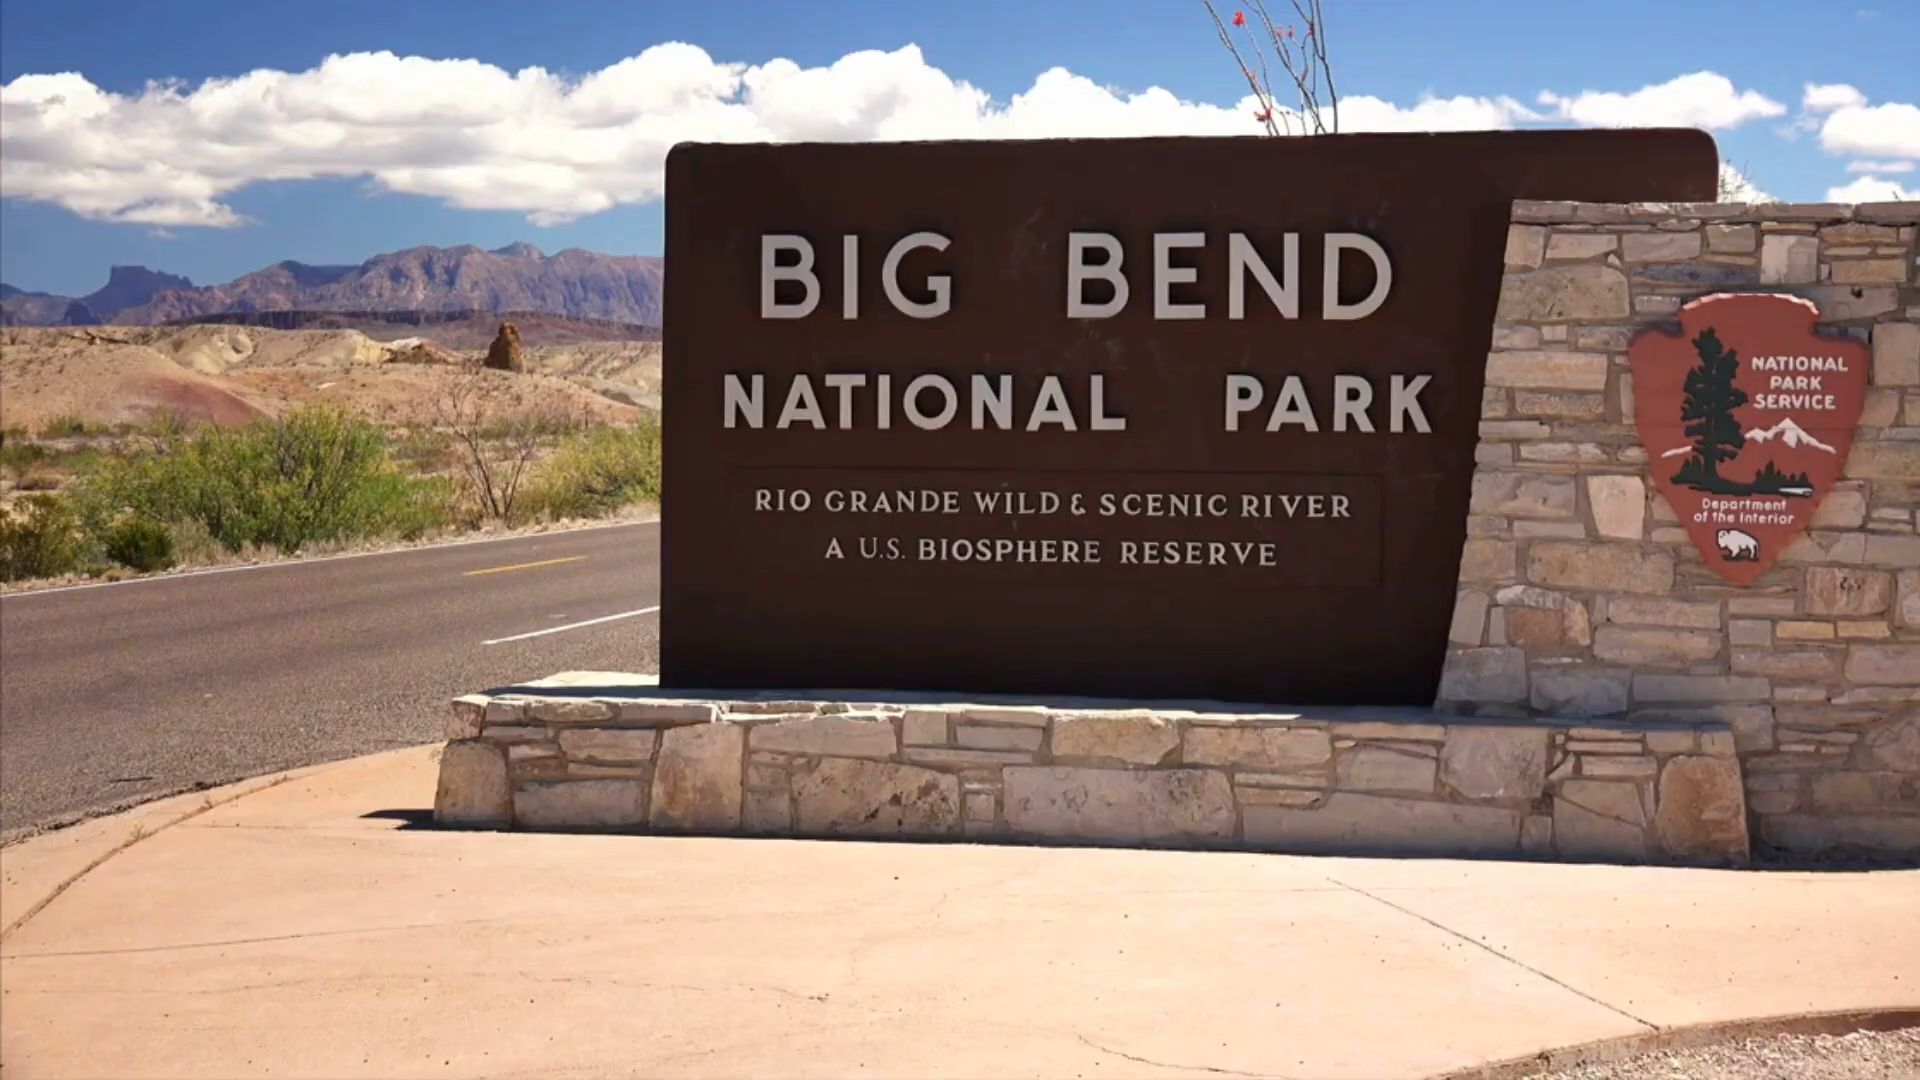 BIG BEND
NATIONAL PARK
RIO GRANDE WILD & SCENIC RIVER
A U.S. BIOSPHERE RESERVE
NATIONAL
PARK
SERVICE
Department
of the Interior